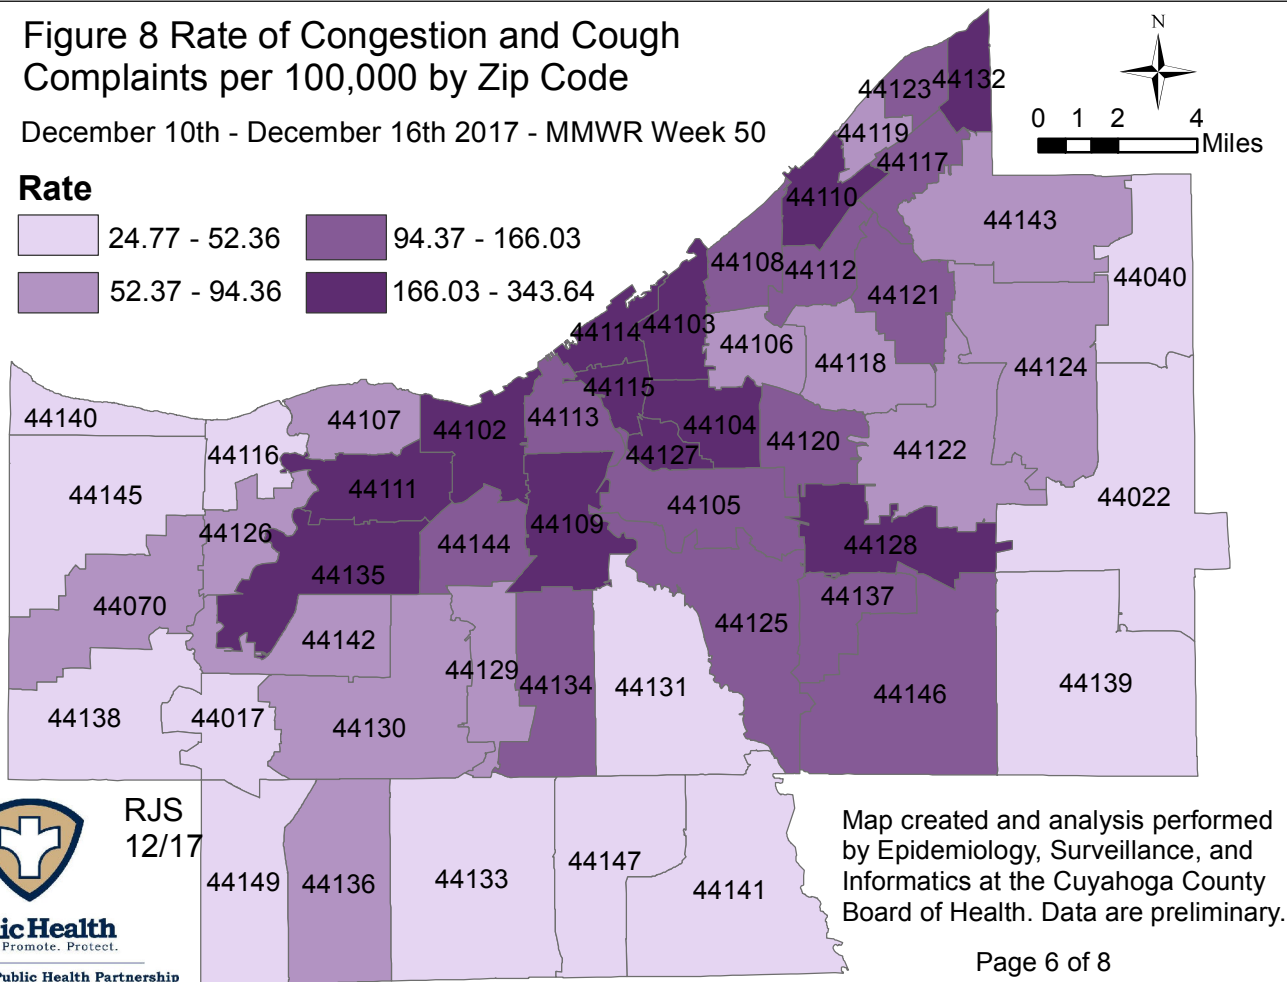 Figure 8 Rate of Congestion and Cough
Complaints per 100,000 by Zip Code
December 10th - December 16th 2017 - MMWR Week 50
Rate
24.77 - 52.36
94.37 - 166.03
52.37 - 94.36
166.03 - 343.64
N
0 1 2 4
Miles
44132
44123
44119
44117
44110
44143
44108
44112
44040
44121
44114
44103
44106
44118
44124
44115
44140
44107
44102
44113
44104
44120
44116
44127
44122
44145
44111
44105
44022
44126
44109
44144
44128
44135
44070
44137
44142
44125
44129
44134
44131
44146
44139
44138
44017
44130
44149
44136
44133
44147
44141
RJS
12/17
ic Health
Promote. Protect.
Public Health Partnership
Map created and analysis performed
by Epidemiology, Surveillance, and
Informatics at the Cuyahoga County
Board of Health. Data are preliminary.
Page 6 of 8